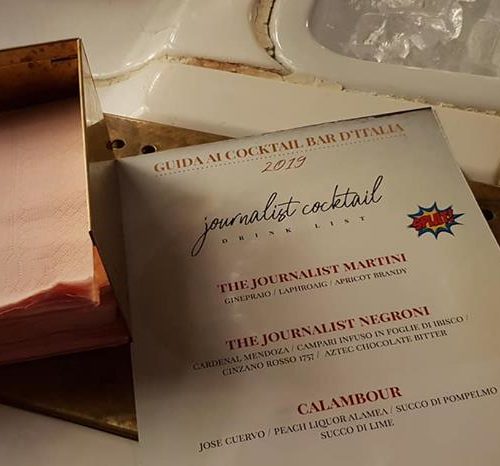 GUIDA AI COCKTAIL BAR D'ITALIA
2019
journalist cocktail
DRINK LIST
SPLIT!
THE JOURNALIST MARTINI
GINEPRAIO / LAPHROAIG / APRICOT BRANDY
THE JOURNALIST NEGRONI
CARDENAL MENDOZA / CAMPARI INFUSO IN FOGLIE DI IBISCO /
CINZANO ROSSO 1757 / AZTEC CHOCOLATE BITTER
CALAMBOUR
JOSE CUERVO / PEACH LIQUOR ALAMEA / SUCCO DI POMPELMO
SUCCO DI LIME